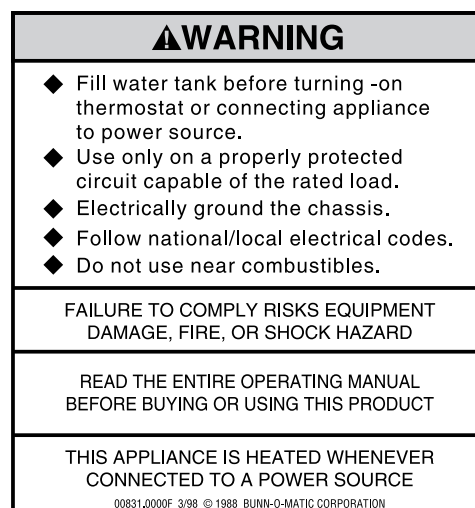 ⚠WARNING
◆ Fill water tank before turning -on
thermostat or connecting appliance
to power source.
◆ Use only on a properly protected
circuit capable of the rated load.
◆ Electrically ground the chassis.
◆ Follow national/local electrical codes.
◆ Do not use near combustibles.
FAILURE TO COMPLY RISKS EQUIPMENT
DAMAGE, FIRE, OR SHOCK HAZARD
READ THE ENTIRE OPERATING MANUAL
BEFORE BUYING OR USING THIS PRODUCT
THIS APPLIANCE IS HEATED WHENEVER
CONNECTED TO A POWER SOURCE
00831.0000F 3/98 © 1988 BUNN-O-MATIC CORPORATION